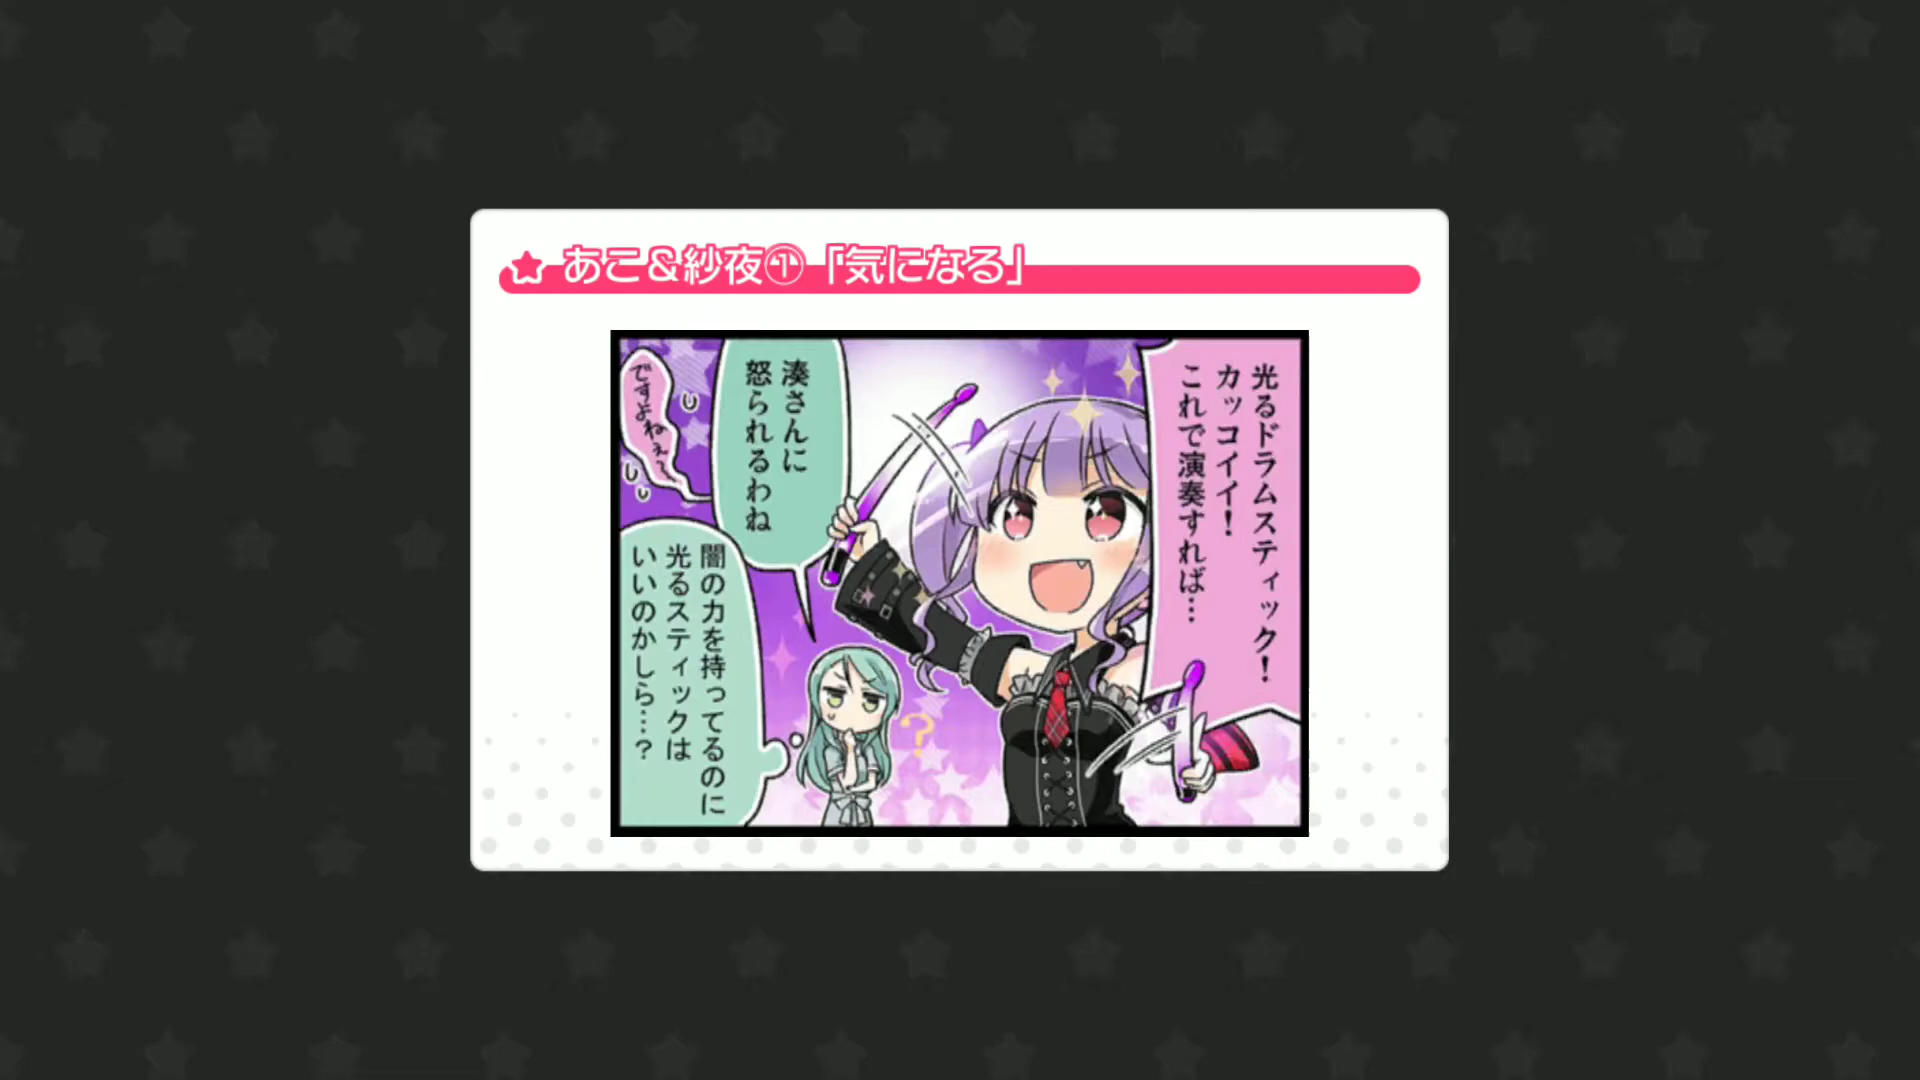 あこ&紗夜①「気になる」
光るドラムスティック!
カッコイイ!
これで演奏すれば…
湊さんに
怒られるわね
ですよねぇ~
闇の力を持ってるのに
光るスティックは
いいのかしら…?
?